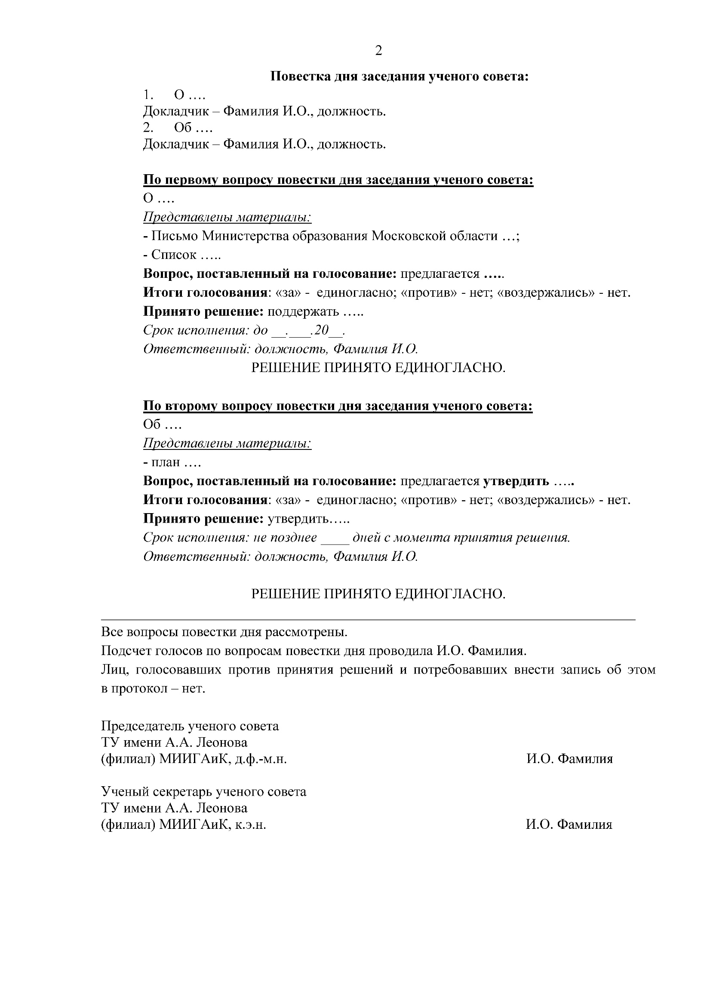 2
Повестка дня заседания ученого совета:
1. О ….
Докладчик – Фамилия И.О., должность.
2. Об ….
Докладчик – Фамилия И.О., должность.
По первому вопросу повестки дня заседания ученого совета:
О ….
Представлены материалы:
- Письмо Министерства образования Московской области …;
- Список …..
Вопрос, поставленный на голосование: предлагается …..
Итоги голосования: «за» - единогласно; «против» - нет; «воздержались» - нет.
Принято решение: поддержать …..
Срок исполнения: до __.___.20__.
Ответственный: должность, Фамилия И.О.
РЕШЕНИЕ ПРИНЯТО ЕДИНОГЛАСНО.
По второму вопросу повестки дня заседания ученого совета:
Об ….
Представлены материалы:
- план ….
Вопрос, поставленный на голосование: предлагается утвердить …..
Итоги голосования: «за» - единогласно; «против» - нет; «воздержались» - нет.
Принято решение: утвердить…..
Срок исполнения: не позднее ____ дней с момента принятия решения.
Ответственный: должность, Фамилия И.О.
РЕШЕНИЕ ПРИНЯТО ЕДИНОГЛАСНО.
Все вопросы повестки дня рассмотрены.
Подсчет голосов по вопросам повестки дня проводила И.О. Фамилия.
Лиц, голосовавших против принятия решений и потребовавших внести запись об этом
в протокол – нет.
Председатель ученого совета
ТУ имени А.А. Леонова
(филиал) МИИГАиК, д.ф.-м.н. И.О. Фамилия
Ученый секретарь ученого совета
ТУ имени А.А. Леонова
(филиал) МИИГАиК, к.э.н. И.О. Фамилия